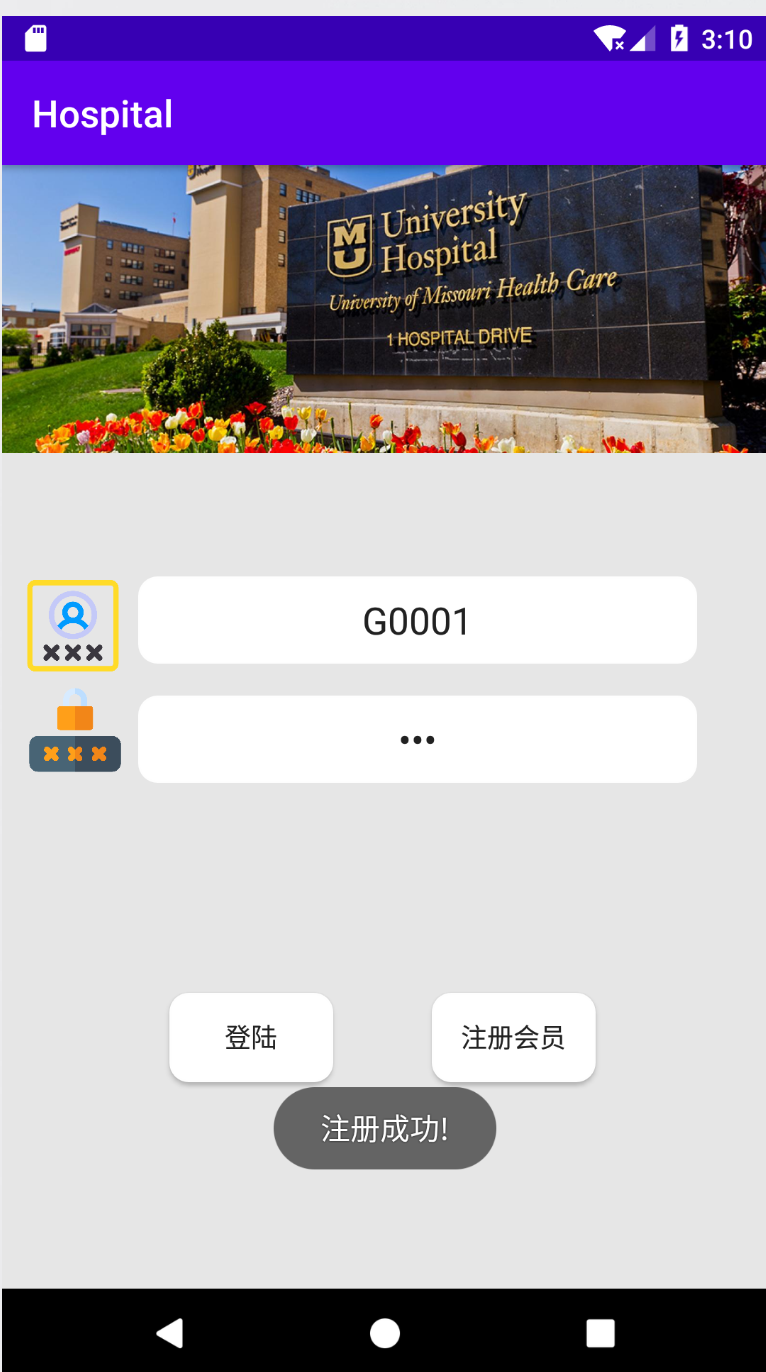 3:10
Hospital
MU
University
Hospital
University of Missouri Health Care
1 HOSPITAL DRIVE
G0001
•••
登陆
注册会员
注册成功!